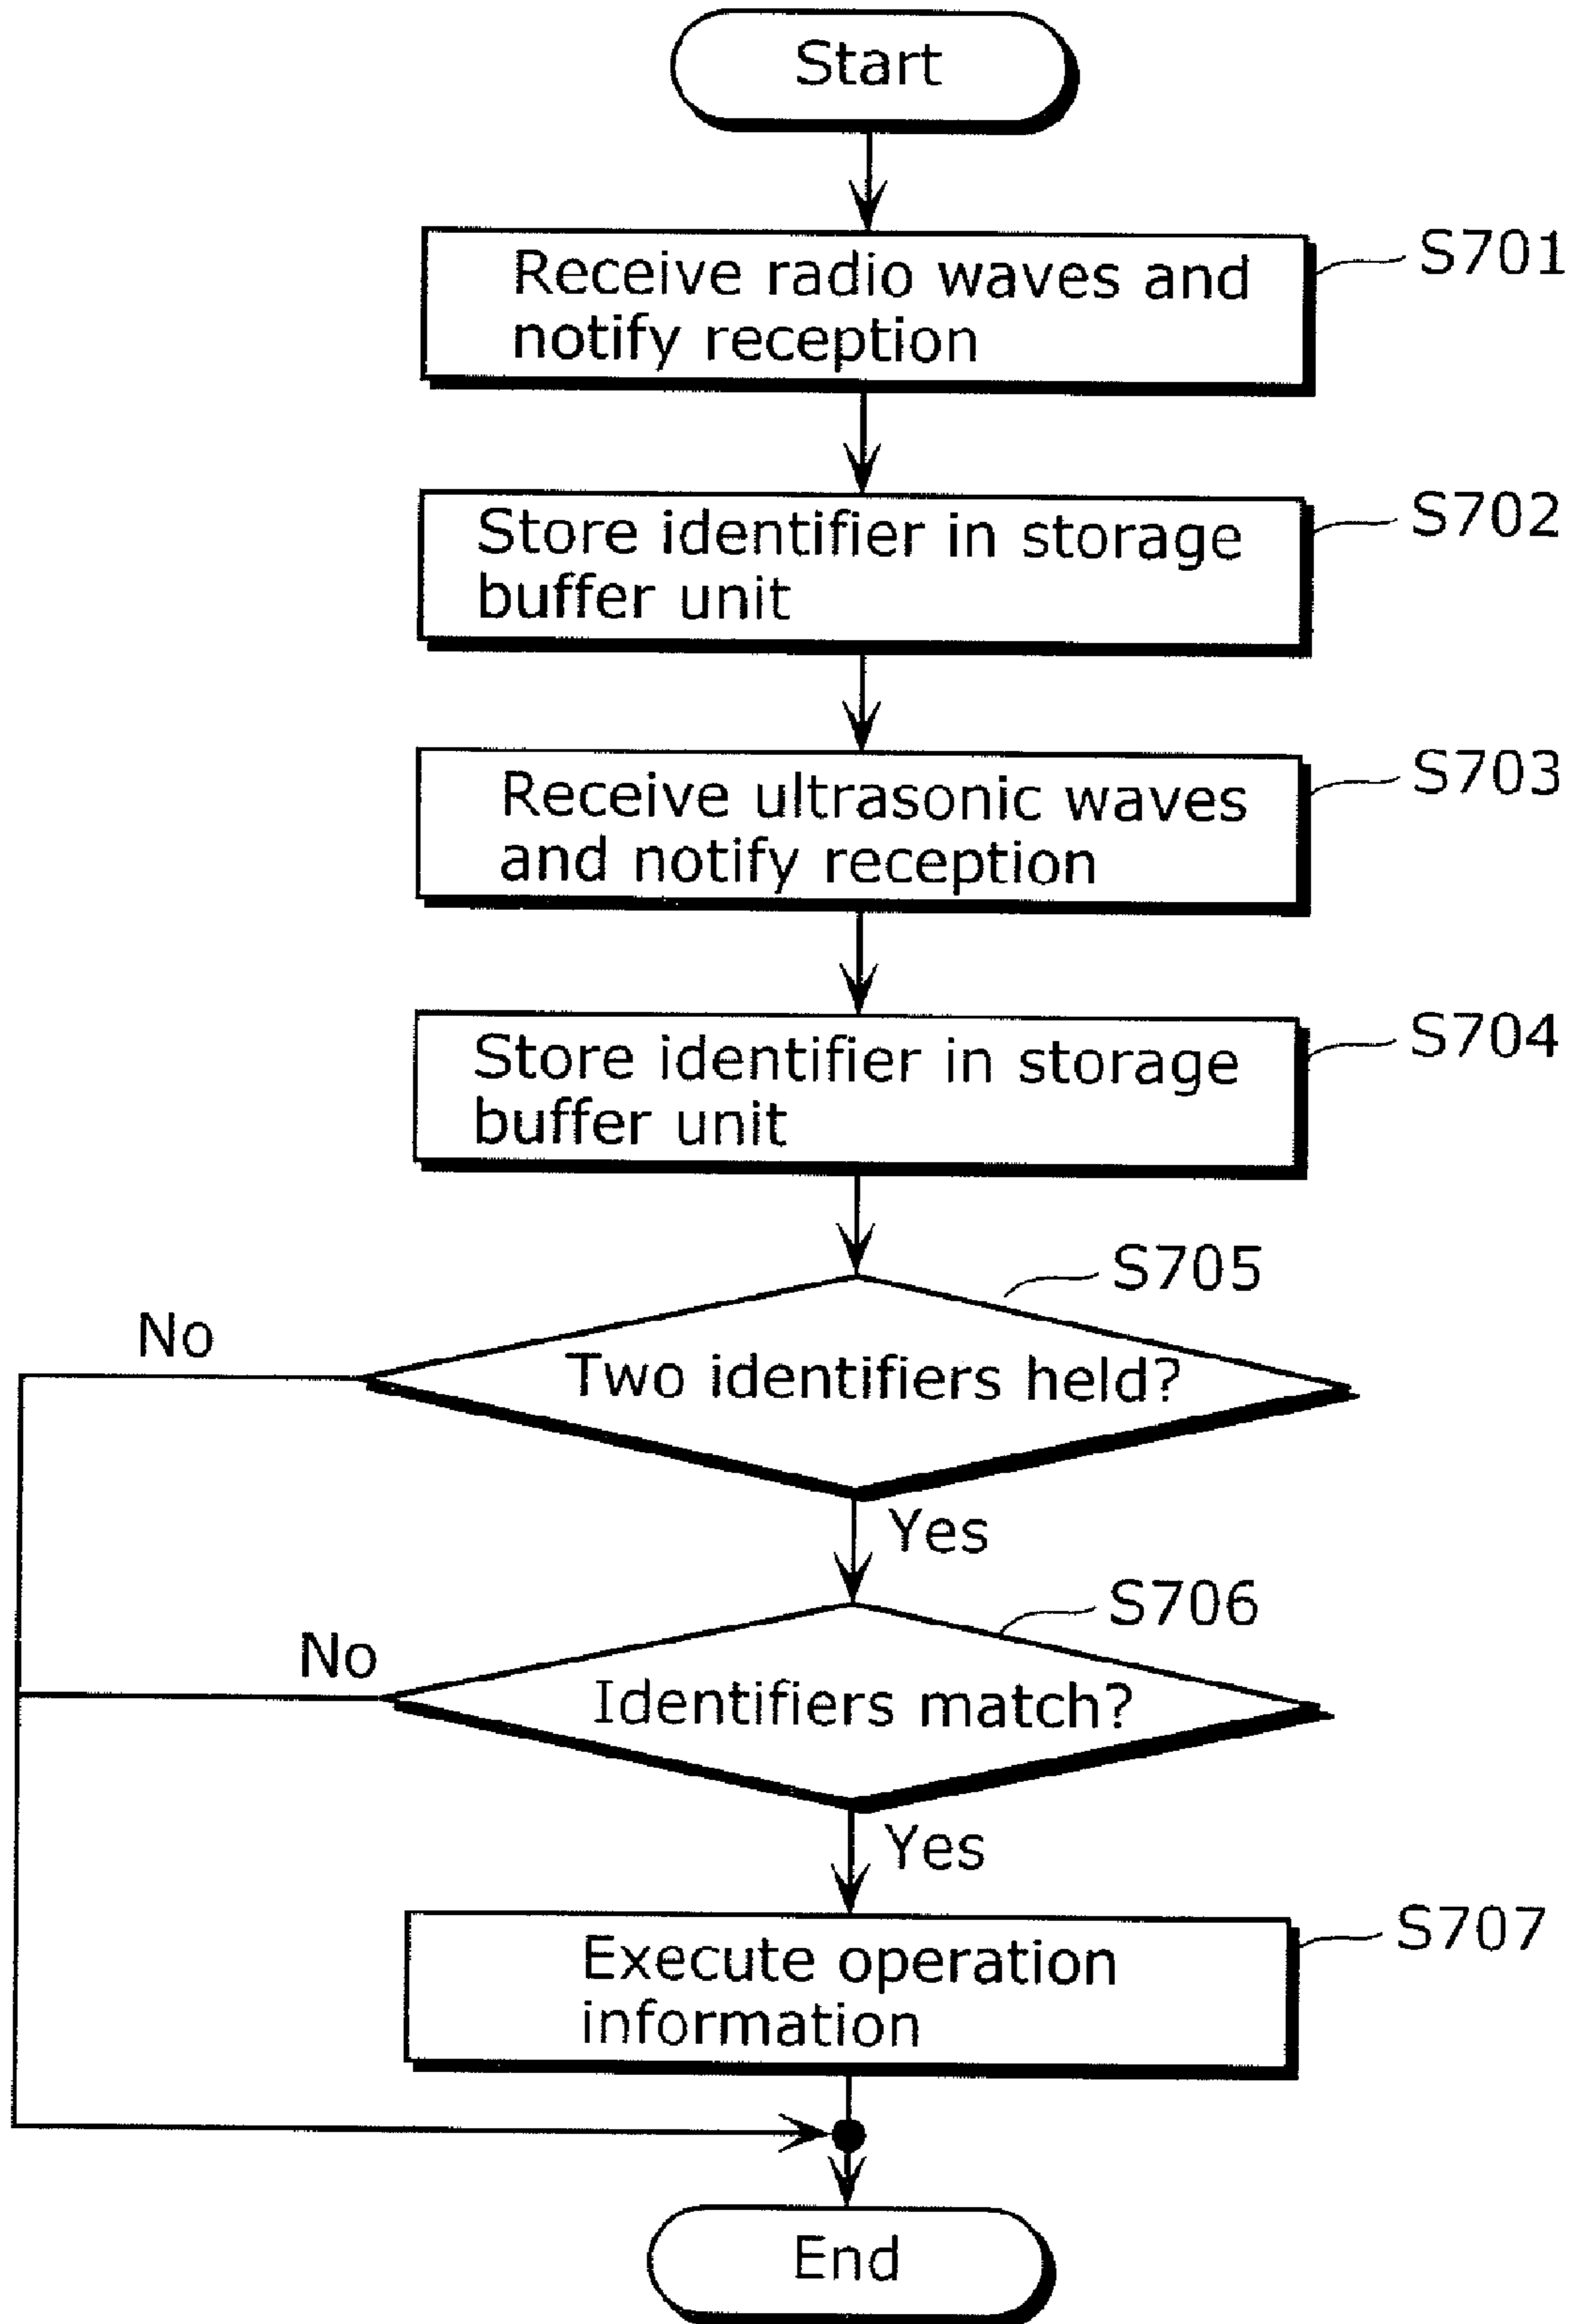 Start
Receive radio waves and
notify reception
S701
Store identifier in storage
buffer unit
S702
Receive ultrasonic waves
and notify reception
S703
Store identifier in storage
buffer unit
S704
S705
No
Two identifiers held?
Yes
S706
No
Identifiers match?
Yes
Execute operation
information
S707
End